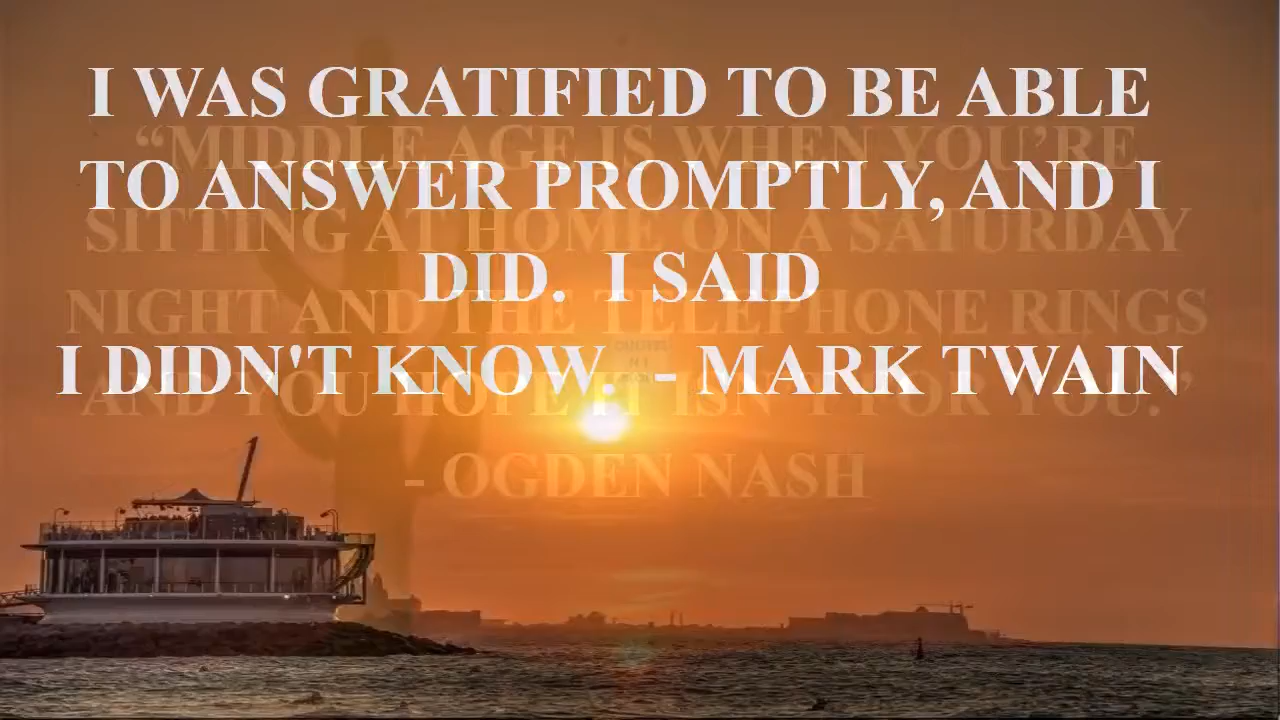 I WAS GRATIFIED TO BE ABLE
TO ANSWER PROMPTLY, AND I
DID.  I SAID
I DIDN'T KNOW.  - MARK TWAIN
“MIDDLE AGE IS WHEN YOU’RE
SITTING AT HOME ON A SATURDAY
NIGHT AND THE TELEPHONE RINGS
AND YOU HOPE IT ISN’T FOR YOU.”
- OGDEN NASH